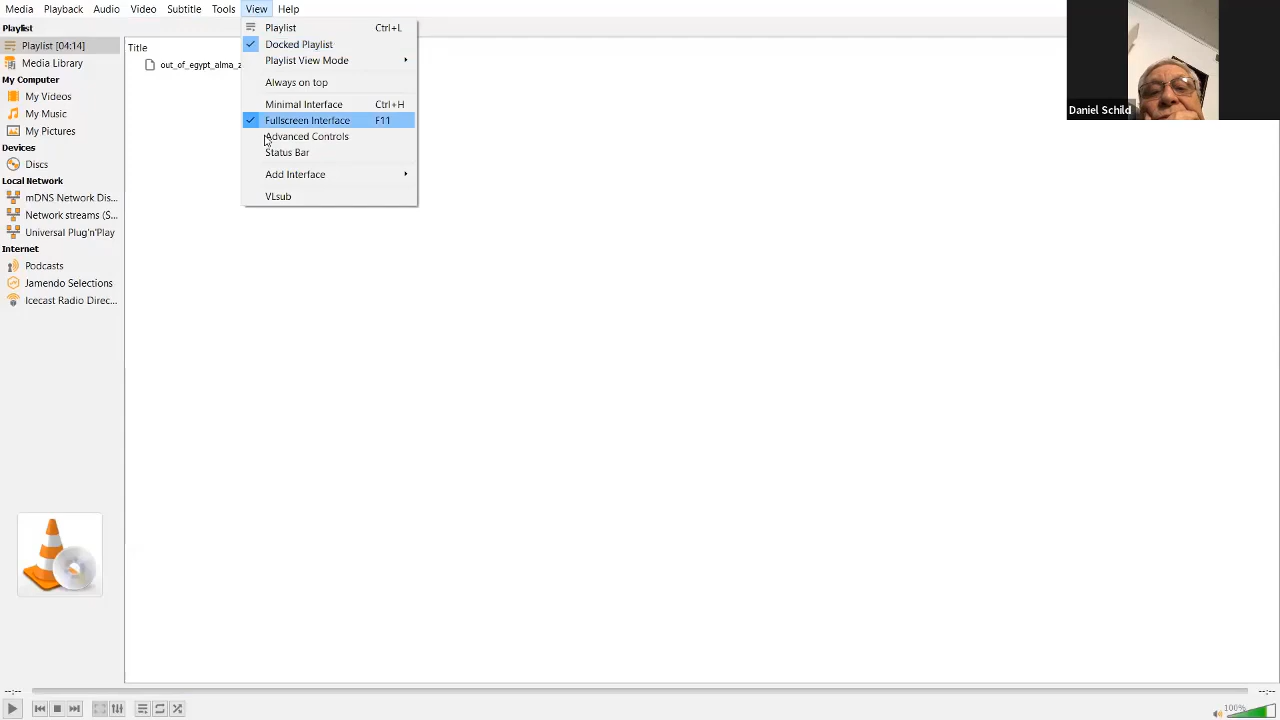 Media Playback Audio Video Subtitle Tools View Help
Playlist
Playlist [04:14]
Media Library
My Computer
My Videos
My Music
My Pictures
Devices
Discs
Local Network
mDNS Network Dis...
Network streams (S...
Universal Plug'n'Play
Internet
Podcasts
Jamendo Selections
Icecast Radio Direc...
Title
out_of_egypt_alma_z
Playlist Ctrl+L
Docked Playlist
Playlist View Mode
Always on top
Minimal Interface Ctrl+H
Fullscreen Interface F11
Advanced Controls
Status Bar
Add Interface
VLsub
Daniel Schild
--:-- --:--
100%